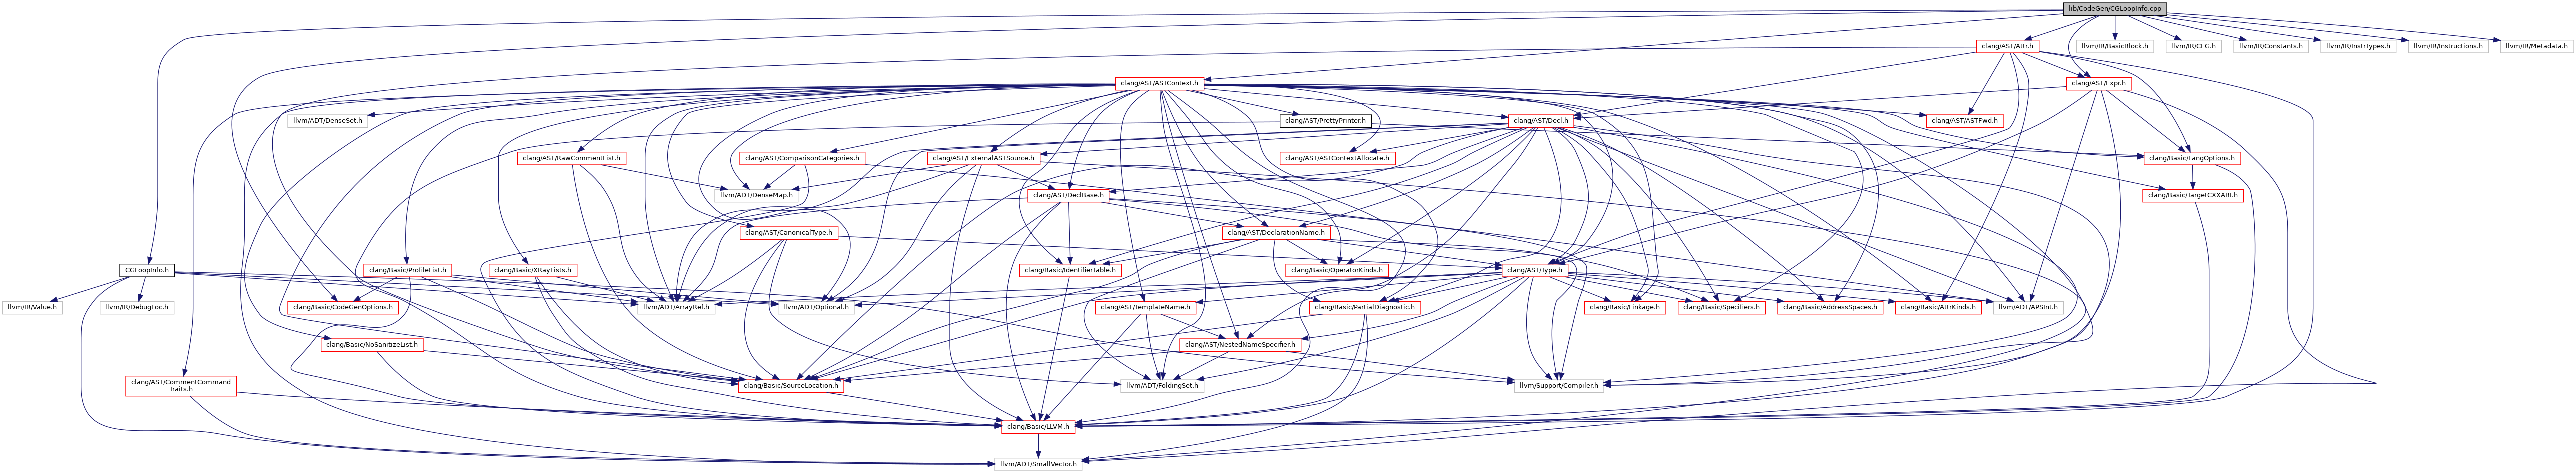 lib/CodeGen/CGLoopInfo.cpp
clang/AST/Attr.h
llvm/IR/BasicBlock.h
llvm/IR/CFG.h
llvm/IR/Constants.h
llvm/IR/InstrTypes.h
llvm/IR/Instructions.h
llvm/IR/Metadata.h
clang/AST/ASTContext.h
clang/AST/Expr.h
llvm/ADT/DenseSet.h
clang/AST/PrettyPrinter.h
clang/AST/Decl.h
clang/AST/ASTFwd.h
clang/AST/RawCommentList.h
clang/AST/ComparisonCategories.h
clang/AST/ExternalASTSource.h
clang/AST/ASTContextAllocate.h
clang/Basic/LangOptions.h
llvm/ADT/DenseMap.h
clang/AST/DeclBase.h
clang/Basic/TargetCXXABI.h
clang/AST/CanonicalType.h
clang/AST/DeclarationName.h
CGLoopInfo.h
clang/Basic/ProfileList.h
clang/Basic/XRayLists.h
clang/Basic/IdentifierTable.h
clang/Basic/OperatorKinds.h
clang/AST/Type.h
llvm/IR/Value.h
llvm/IR/DebugLoc.h
clang/Basic/CodeGenOptions.h
llvm/ADT/ArrayRef.h
llvm/ADT/Optional.h
clang/AST/TemplateName.h
clang/Basic/PartialDiagnostic.h
clang/Basic/Linkage.h
clang/Basic/Specifiers.h
clang/Basic/AddressSpaces.h
clang/Basic/AttrKinds.h
llvm/ADT/APSInt.h
clang/Basic/NoSanitizeList.h
clang/AST/NestedNameSpecifier.h
clang/AST/CommentCommand
Traits.h
clang/Basic/SourceLocation.h
llvm/ADT/FoldingSet.h
llvm/Support/Compiler.h
clang/Basic/LLVM.h
llvm/ADT/SmallVector.h